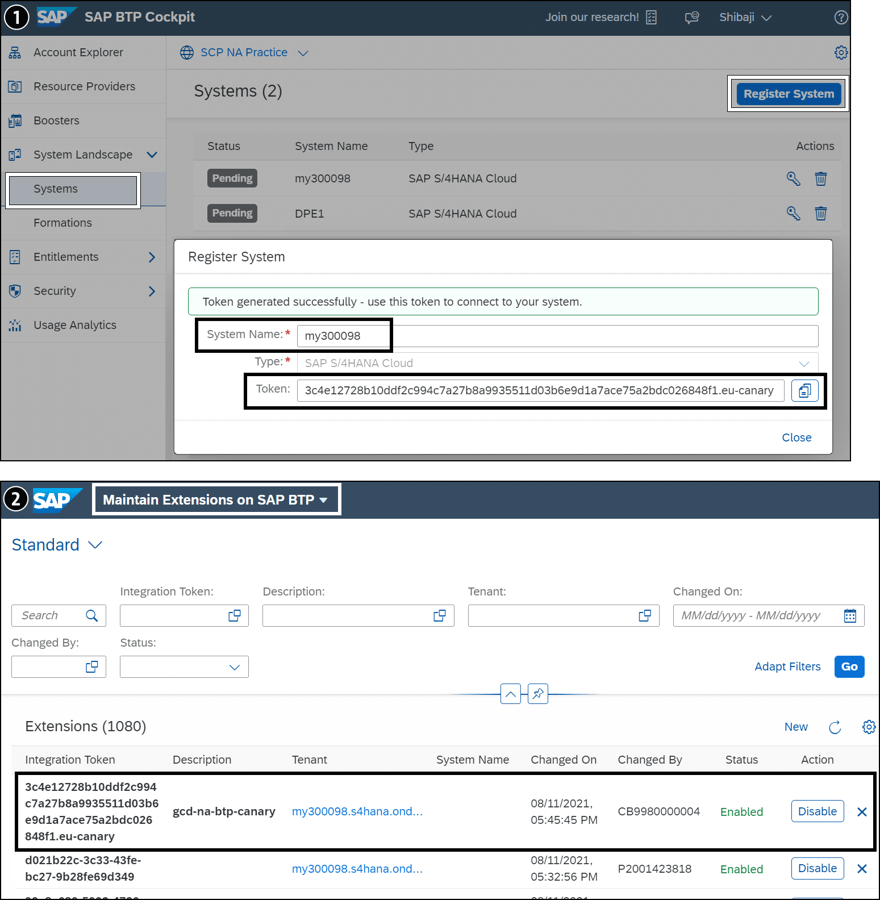 1 SAP SAP BTP Cockpit Join our research! Shibaji
Account Explorer
SCP NA Practice
Resource Providers
Systems (2)
Register System
Boosters
System Landscape
Status System Name Type Actions
Pending my300098 SAP S/4HANA Cloud
Systems
Pending DPE1 SAP S/4HANA Cloud
Formations
Entitlements
Security
Usage Analytics
Register System
Token generated successfully - use this token to connect to your system.
System Name:* my300098
Type:* SAP S/4HANA Cloud
Token: 3c4e12728b10ddf2c994c7a27b8a9935511d03b6e9d1a7ace75a2bdc026848f1.eu-canary
Close
2 SAP Maintain Extensions on SAP BTP
Standard
Integration Token: Description: Tenant: Changed On:
Search MM/dd/yyyy - MM/dd/yyyy
Changed By: Status:
Adapt Filters Go
Extensions (1080) New
Integration Token Description Tenant System Name Changed On Changed By Status Action
3c4e12728b10ddf2c994
c7a27b8a9935511d03b6
e9d1a7ace75a2bdc026
848f1.eu-canary
gcd-na-btp-canary
my300098.s4hana.ond...
08/11/2021,
05:45:45 PM
CB9980000004
Enabled
Disable
d021b22c-3c33-43fe-
bc27-9b28fe69d349
my300098.s4hana.ond...
08/11/2021,
05:32:56 PM
P2001423818
Enabled
Disable